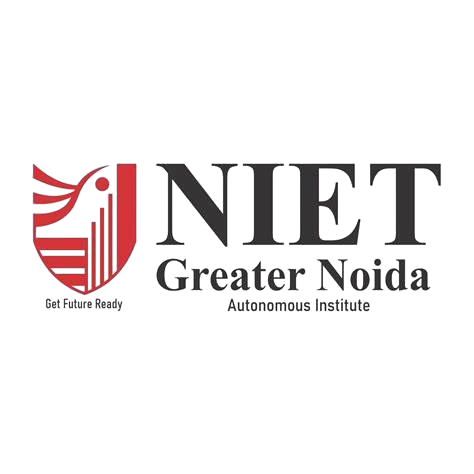 NIET
Greater Noida
Autonomous Institute
Get Future Ready